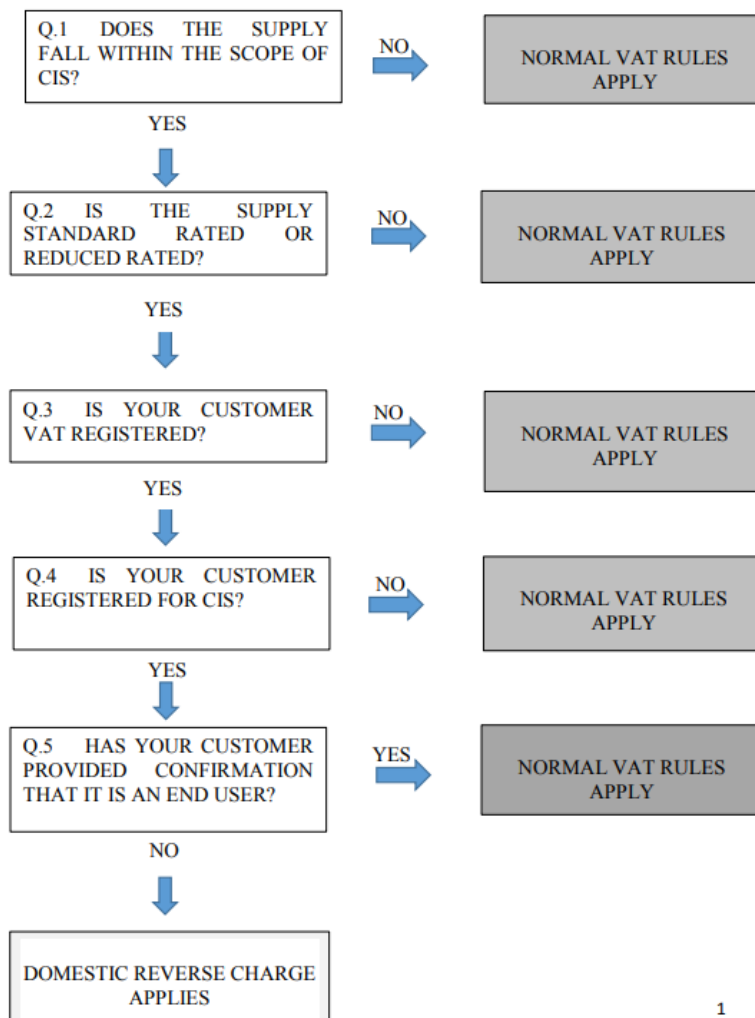 Q.1 DOES THE SUPPLY
FALL WITHIN THE SCOPE OF
CIS?
NO
NORMAL VAT RULES
APPLY
YES
Q.2 IS THE SUPPLY
STANDARD RATED OR
REDUCED RATED?
NO
NORMAL VAT RULES
APPLY
YES
Q.3 IS YOUR CUSTOMER
VAT REGISTERED?
NO
NORMAL VAT RULES
APPLY
YES
Q.4 IS YOUR CUSTOMER
REGISTERED FOR CIS?
NO
NORMAL VAT RULES
APPLY
YES
Q.5 HAS YOUR CUSTOMER
PROVIDED CONFIRMATION
THAT IT IS AN END USER?
YES
NORMAL VAT RULES
APPLY
NO
DOMESTIC REVERSE CHARGE
APPLIES
1